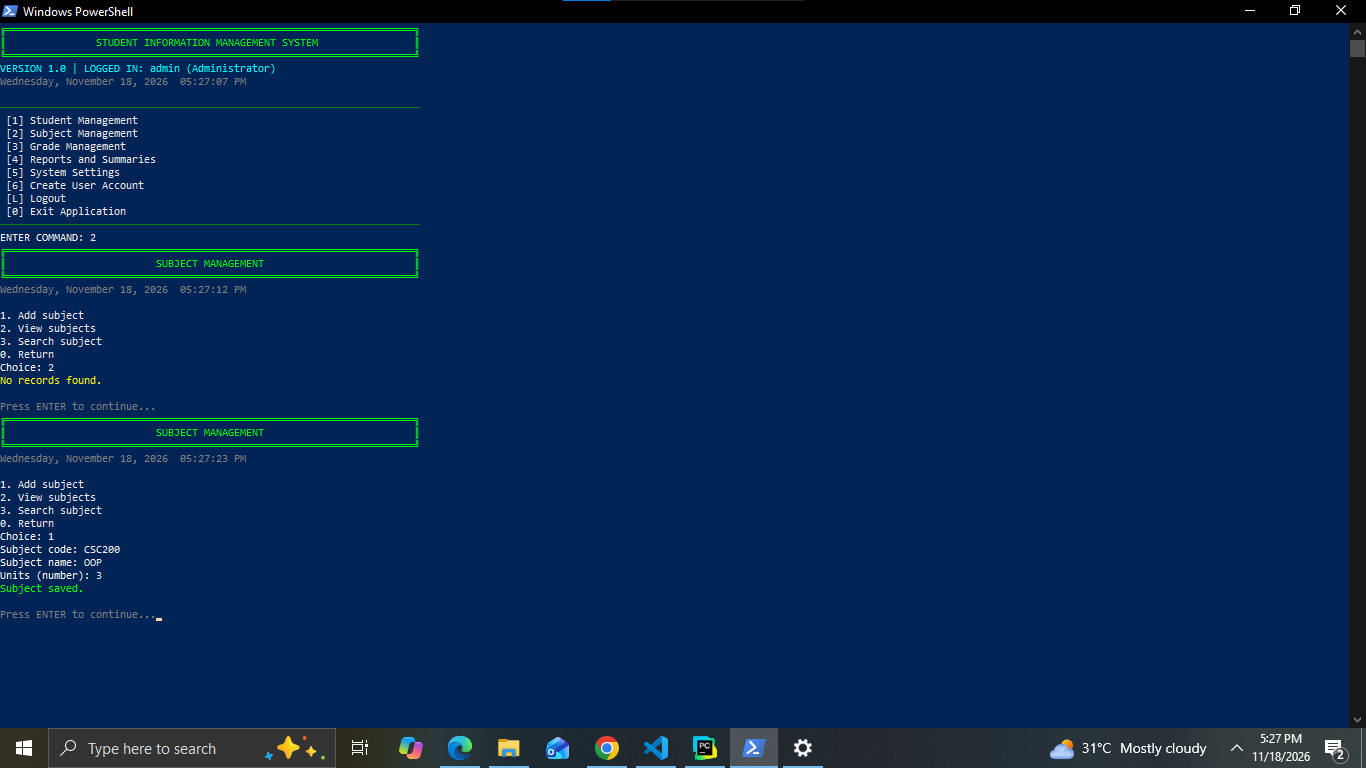 Windows PowerShell
STUDENT INFORMATION MANAGEMENT SYSTEM
VERSION 1.0 | LOGGED IN: admin (Administrator)
Wednesday, November 18, 2026  05:27:07 PM
[1] Student Management
[2] Subject Management
[3] Grade Management
[4] Reports and Summaries
[5] System Settings
[6] Create User Account
[L] Logout
[0] Exit Application
ENTER COMMAND: 2
SUBJECT MANAGEMENT
Wednesday, November 18, 2026  05:27:12 PM
1. Add subject
2. View subjects
3. Search subject
0. Return
Choice: 2
No records found.
Press ENTER to continue...
SUBJECT MANAGEMENT
Wednesday, November 18, 2026  05:27:23 PM
1. Add subject
2. View subjects
3. Search subject
0. Return
Choice: 1
Subject code: CSC200
Subject name: OOP
Units (number): 3
Subject saved.
Press ENTER to continue...
Type here to search
PC
31°C Mostly cloudy
5:27 PM
11/18/2026
2